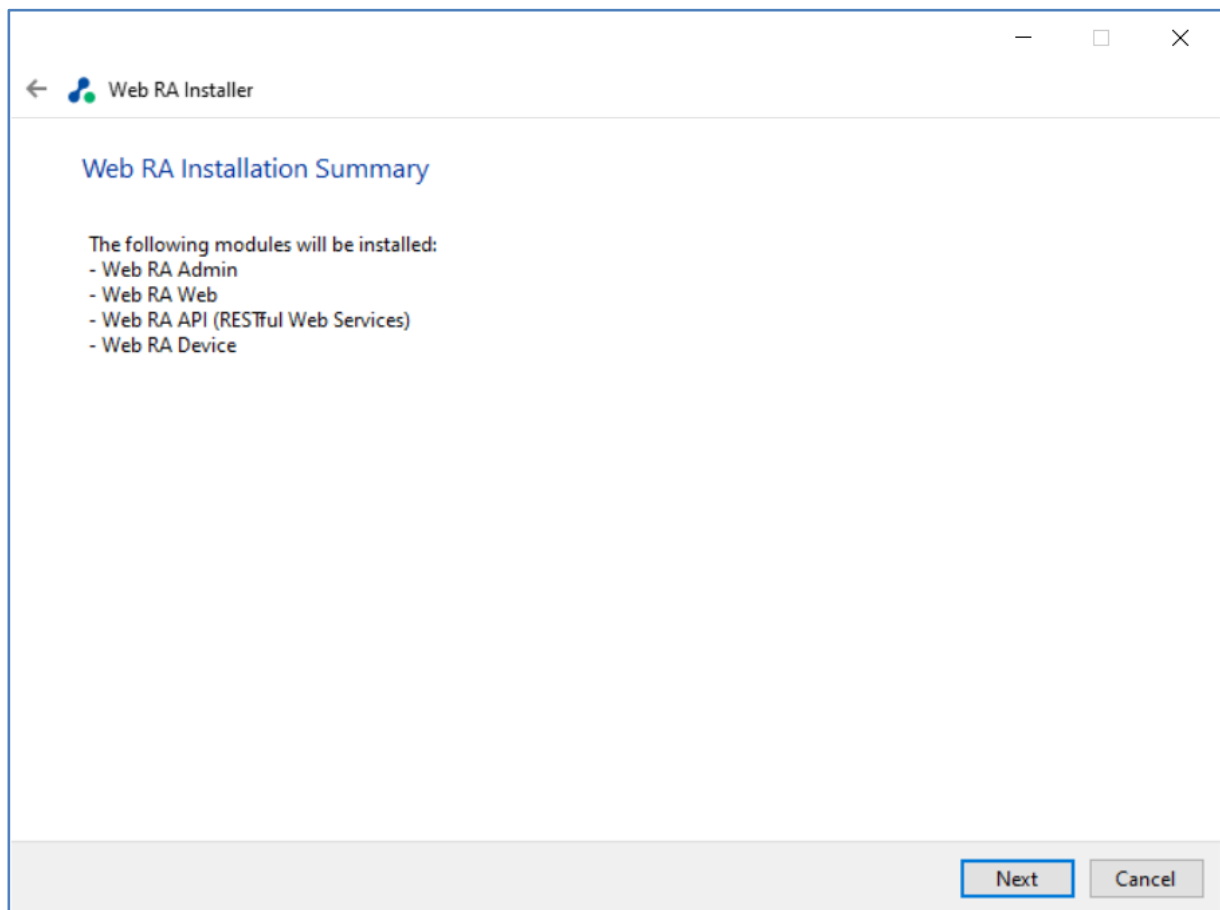 Web RA Installer
Web RA Installation Summary
The following modules will be installed:
- Web RA Admin
- Web RA Web
- Web RA API (RESTful Web Services)
- Web RA Device
Next Cancel